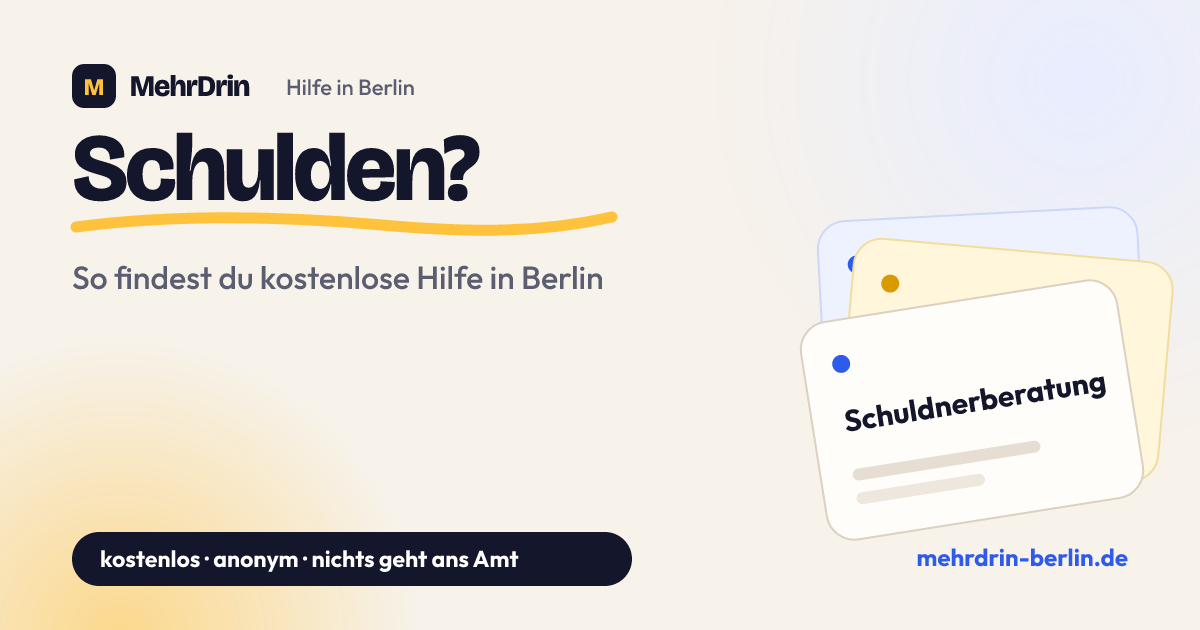 M MehrDrin Hilfe in Berlin
Schulden?
So findest du kostenlose Hilfe in Berlin
Schuldnerberatung
kostenlos · anonym · nichts geht ans Amt
mehrdrin-berlin.de